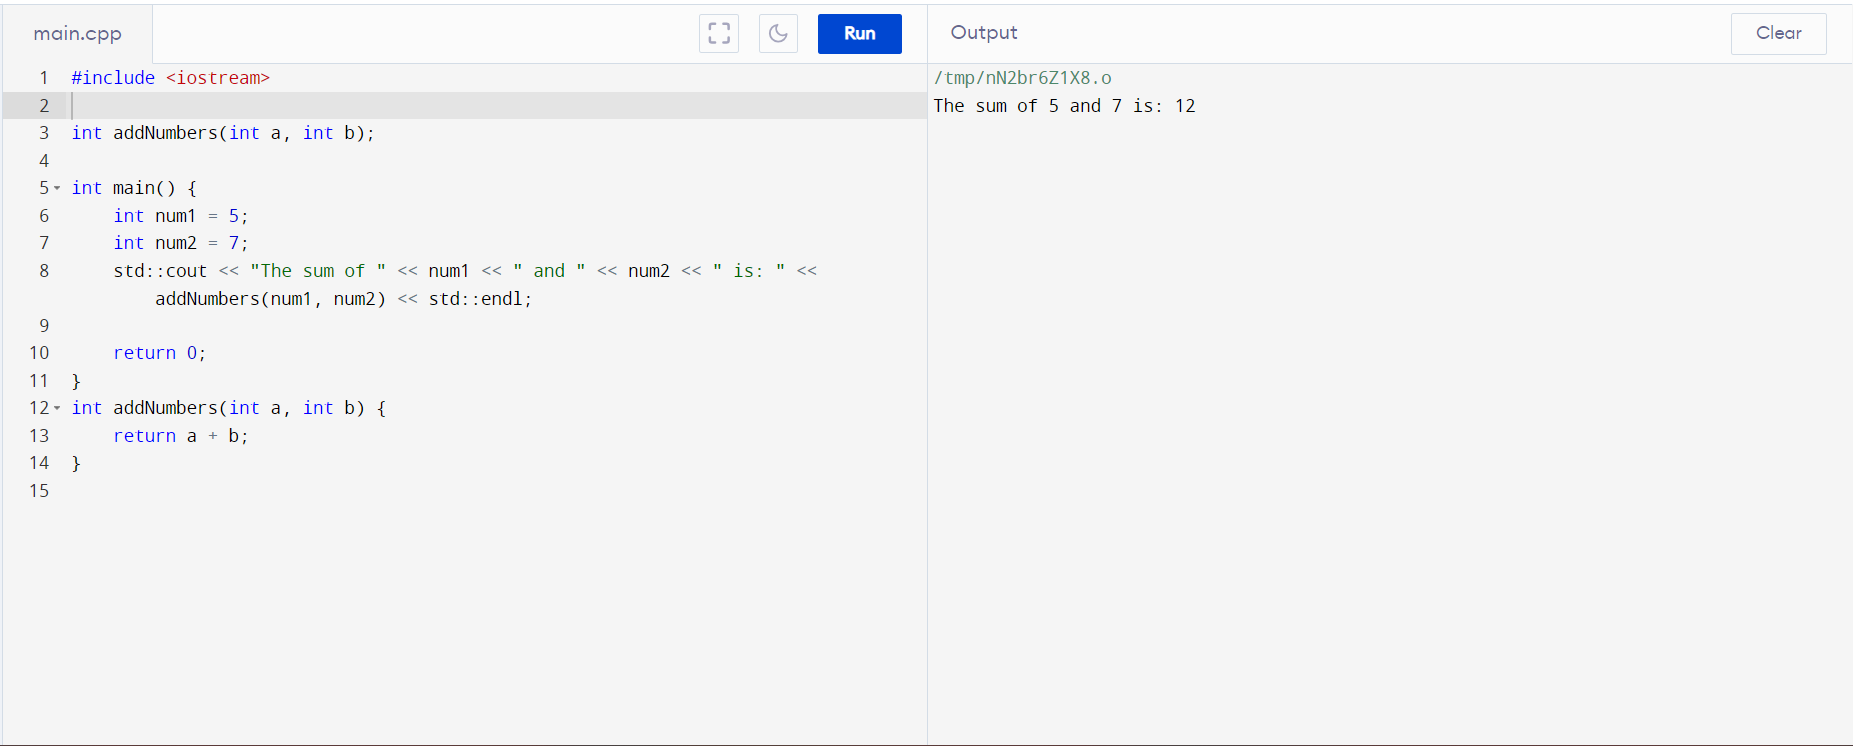 main.cpp
Run
1 #include <iostream>
2
3 int addNumbers(int a, int b);
4
5 int main() {
6     int num1 = 5;
7     int num2 = 7;
8     std::cout << "The sum of " << num1 << " and " << num2 << " is: " <<
        addNumbers(num1, num2) << std::endl;
9
10     return 0;
11 }
12 int addNumbers(int a, int b) {
13     return a + b;
14 }
15
Output
Clear
/tmp/nN2br6Z1X8.o
The sum of 5 and 7 is: 12